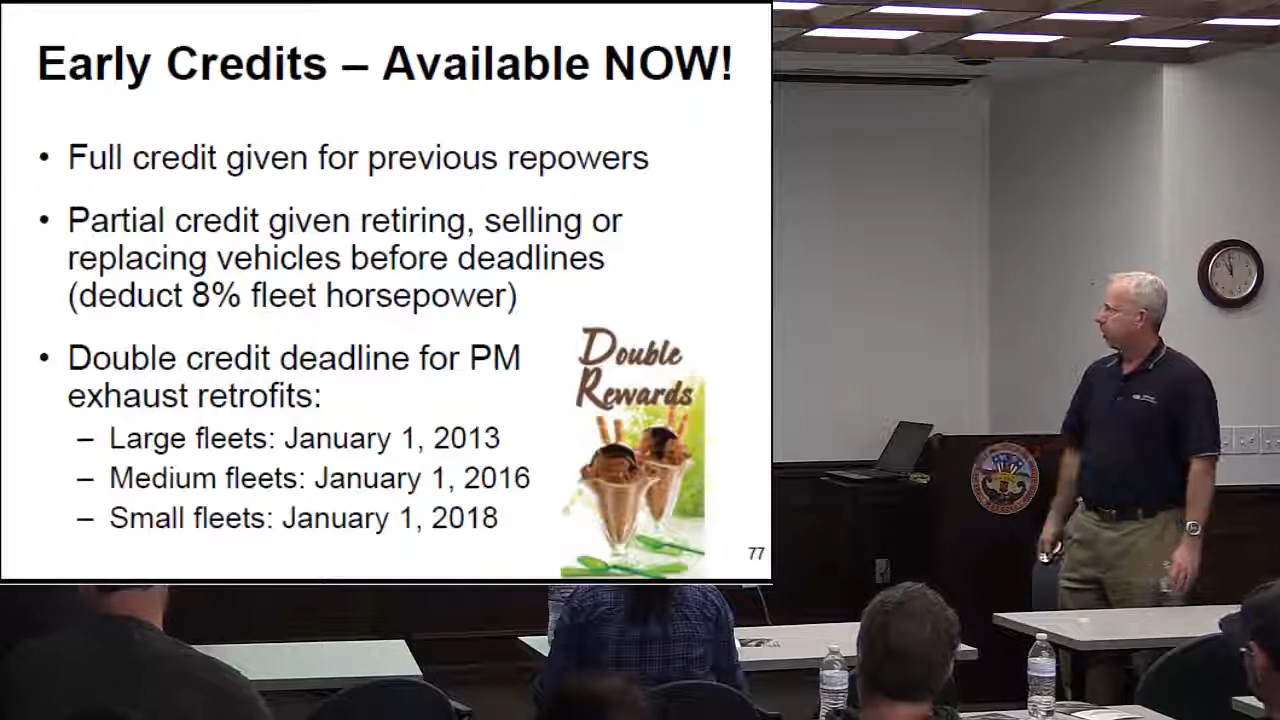 Early Credits – Available NOW!
• Full credit given for previous repowers
• Partial credit given retiring, selling or
replacing vehicles before deadlines
(deduct 8% fleet horsepower)
• Double credit deadline for PM
exhaust retrofits:
– Large fleets: January 1, 2013
– Medium fleets: January 1, 2016
– Small fleets: January 1, 2018
Double
Rewards
77